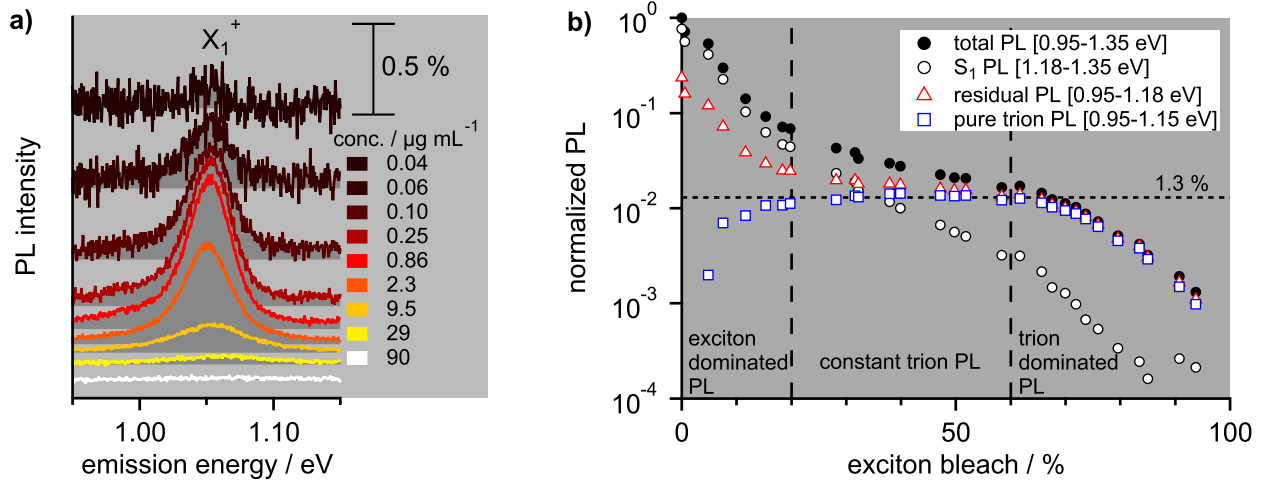 a)
X₁⁺
0.5 %
conc. / µg mL⁻¹
0.04
0.06
0.10
0.25
0.86
2.3
9.5
29
90
PL intensity
1.00
1.10
emission energy / eV
b)
total PL [0.95-1.35 eV]
S₁ PL [1.18-1.35 eV]
residual PL [0.95-1.18 eV]
pure trion PL [0.95-1.15 eV]
10⁰
10⁻¹
10⁻²
10⁻³
10⁻⁴
normalized PL
1.3 %
exciton
dominated
PL
constant trion PL
trion
dominated
PL
0
50
100
exciton bleach / %